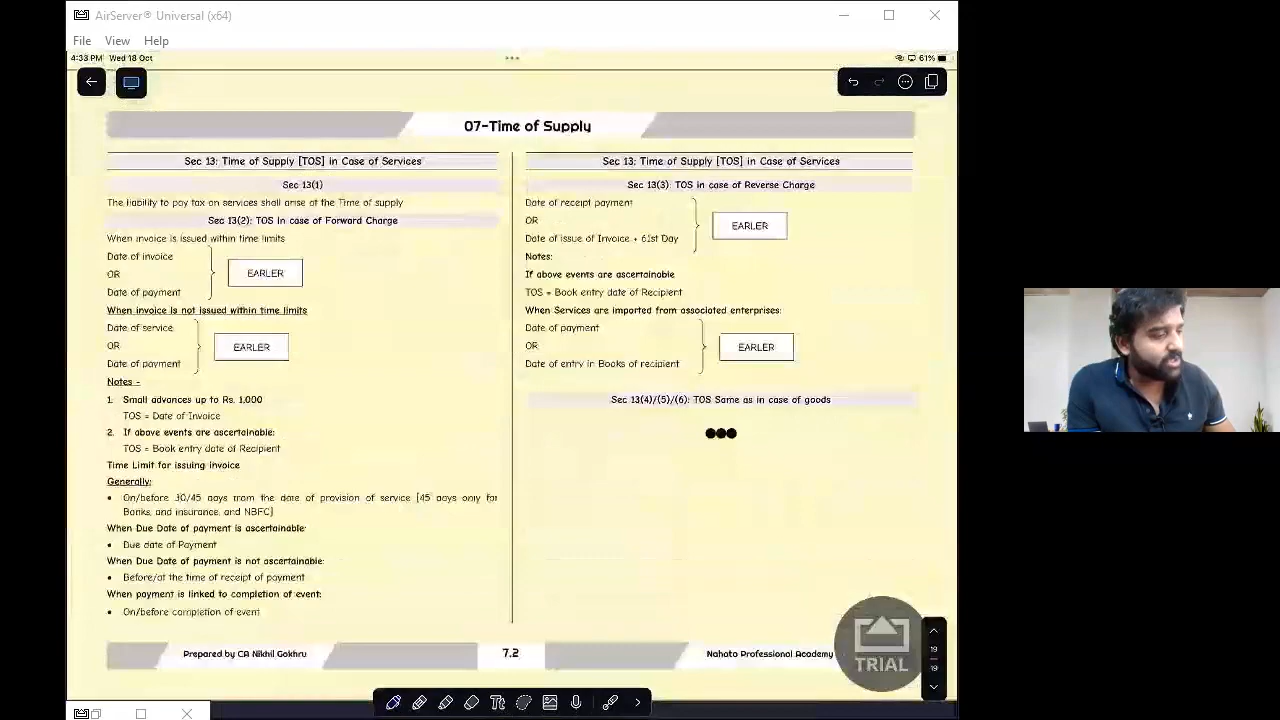 AirServer® Universal (x64)
File View Help
4:33 PM Wed 18 Oct
61%
07-Time of Supply
Sec 13: Time of Supply [TOS] in Case of Services
Sec 13(1)
The liability to pay tax on services shall arise at the Time of supply
Sec 13(2): TOS in case of Forward Charge
When invoice is issued within time limits
Date of invoice
OR
Date of payment
EARLER
When invoice is not issued within time limits
Date of service
OR
Date of payment
EARLER
Notes -
1. Small advances up to Rs. 1,000
TOS = Date of Invoice
2. If above events are ascertainable:
TOS = Book entry date of Recipient
Time Limit for issuing invoice
Generally:
• On/before 30/45 days from the date of provision of service [45 days only for
Banks, and insurance, and NBFC]
When Due Date of payment is ascertainable:
• Due date of Payment
When Due Date of payment is not ascertainable:
• Before/at the time of receipt of payment
When payment is linked to completion of event:
• On/before completion of event
Sec 13: Time of Supply [TOS] in Case of Services
Sec 13(3): TOS in case of Reverse Charge
Date of receipt payment
OR
Date of issue of Invoice + 61st Day
EARLER
Notes:
If above events are ascertainable
TOS = Book entry date of Recipient
When Services are imported from associated enterprises:
Date of payment
OR
Date of entry in Books of recipient
EARLER
Sec 13(4)/(5)/(6): TOS Same as in case of goods
Prepared by CA Nikhil Gokhru
7.2
Nahata Professional Academy
TRIAL
19
19